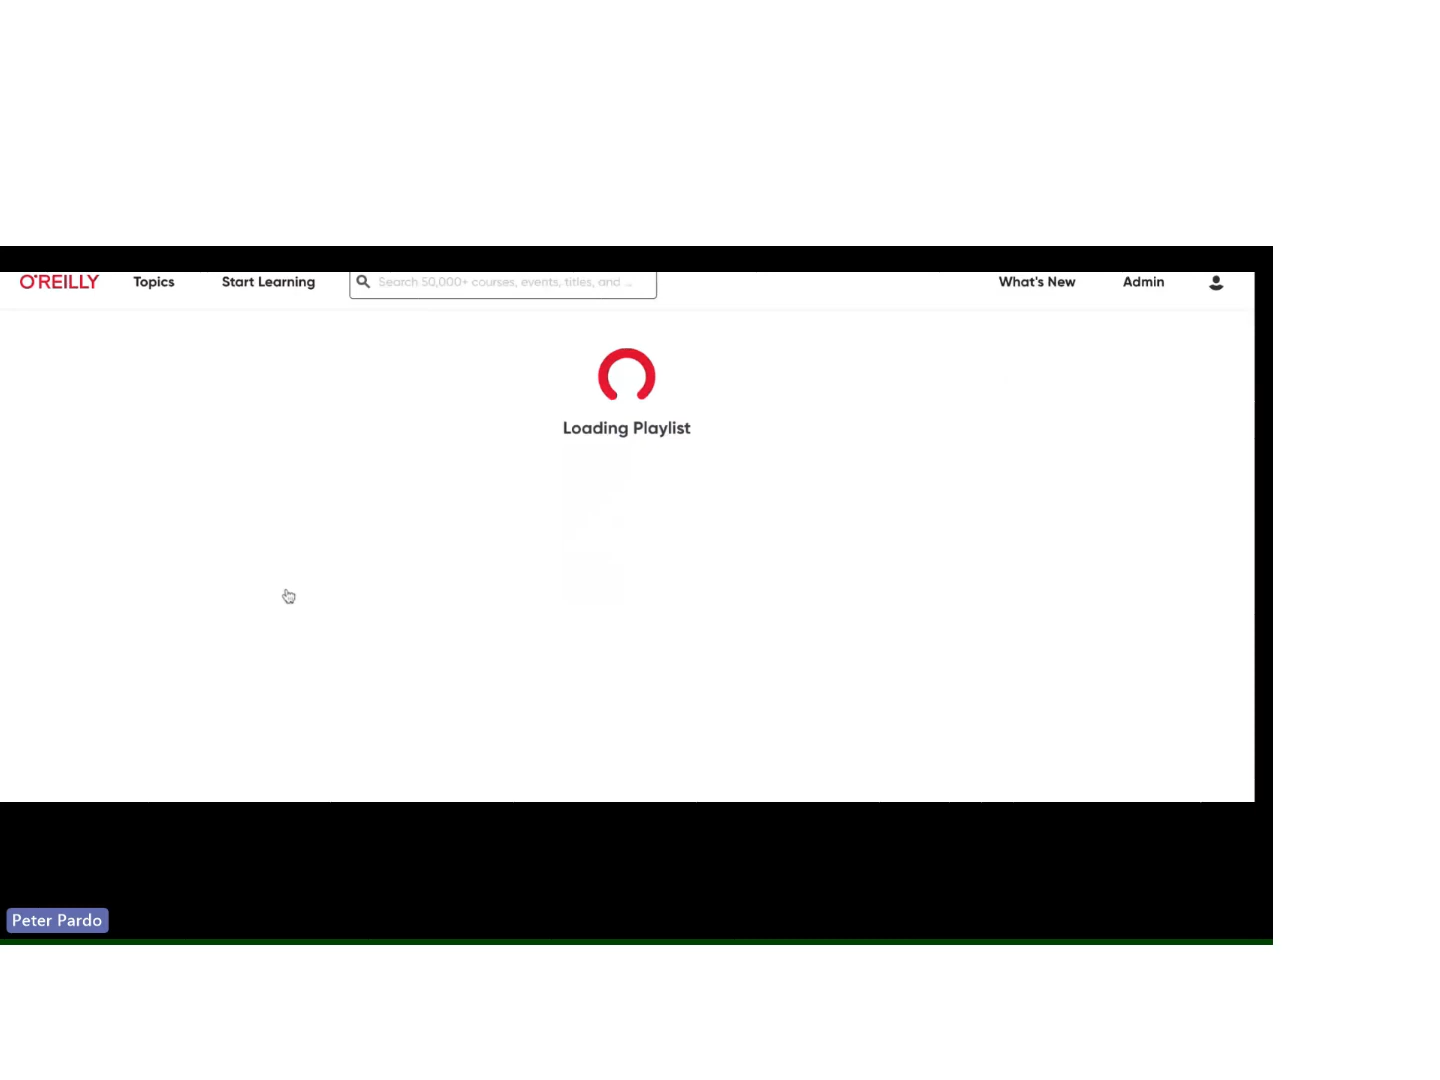 O'REILLY Topics Start Learning Search 50,000+ courses, events, titles, and ... What's New Admin
Loading Playlist
Peter Pardo